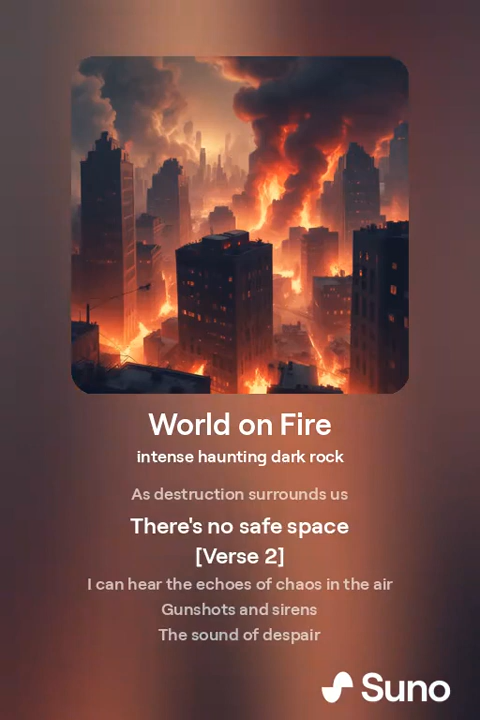 World on Fire
intense haunting dark rock
As destruction surrounds us
There's no safe space
[Verse 2]
I can hear the echoes of chaos in the air
Gunshots and sirens
The sound of despair
Suno